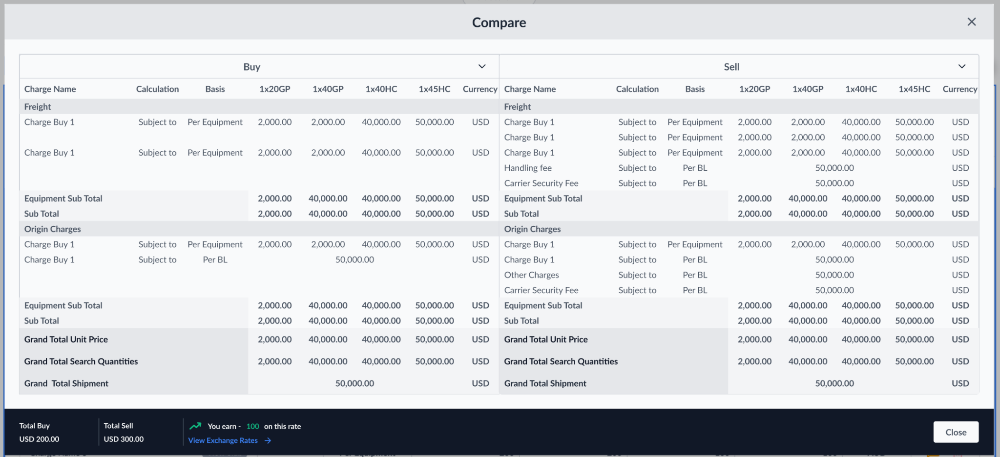 Compare
Buy
Sell
Charge Name Calculation Basis 1x20GP 1x40GP 1x40HC 1x45HC Currency Charge Name Calculation Basis 1x20GP 1x40GP 1x40HC 1x45HC Currency
Freight Freight
Charge Buy 1 Subject to Per Equipment 2,000.00 2,000.00 40,000.00 50,000.00 USD Charge Buy 1 Subject to Per Equipment 2,000.00 2,000.00 40,000.00 50,000.00 USD
Charge Buy 1 Subject to Per Equipment 2,000.00 2,000.00 40,000.00 50,000.00 USD
Charge Buy 1 Subject to Per Equipment 2,000.00 2,000.00 40,000.00 50,000.00 USD Charge Buy 1 Subject to Per Equipment 2,000.00 2,000.00 40,000.00 50,000.00 USD
Handling fee Subject to Per BL 50,000.00 USD
Carrier Security Fee Subject to Per BL 50,000.00 USD
Equipment Sub Total 2,000.00 40,000.00 40,000.00 50,000.00 USD Equipment Sub Total 2,000.00 40,000.00 40,000.00 50,000.00 USD
Sub Total 2,000.00 40,000.00 40,000.00 50,000.00 USD Sub Total 2,000.00 40,000.00 40,000.00 50,000.00 USD
Origin Charges Origin Charges
Charge Buy 1 Subject to Per Equipment 2,000.00 2,000.00 40,000.00 50,000.00 USD Charge Buy 1 Subject to Per Equipment 2,000.00 2,000.00 40,000.00 50,000.00 USD
Charge Buy 1 Subject to Per BL 50,000.00 USD Charge Buy 1 Subject to Per BL 50,000.00 USD
Other Charges Subject to Per BL 50,000.00 USD
Carrier Security Fee Subject to Per BL 50,000.00 USD
Equipment Sub Total 2,000.00 40,000.00 40,000.00 50,000.00 USD Equipment Sub Total 2,000.00 40,000.00 40,000.00 50,000.00 USD
Sub Total 2,000.00 40,000.00 40,000.00 50,000.00 USD Sub Total 2,000.00 40,000.00 40,000.00 50,000.00 USD
Grand Total Unit Price 2,000.00 40,000.00 40,000.00 50,000.00 USD Grand Total Unit Price 2,000.00 40,000.00 40,000.00 50,000.00 USD
Grand Total Search Quantities 2,000.00 40,000.00 40,000.00 50,000.00 USD Grand Total Search Quantities 2,000.00 40,000.00 40,000.00 50,000.00 USD
Grand Total Shipment 50,000.00 USD Grand Total Shipment 50,000.00 USD
Total Buy Total Sell You earn - 100 on this rate
USD 200.00 USD 300.00 View Exchange Rates
Close